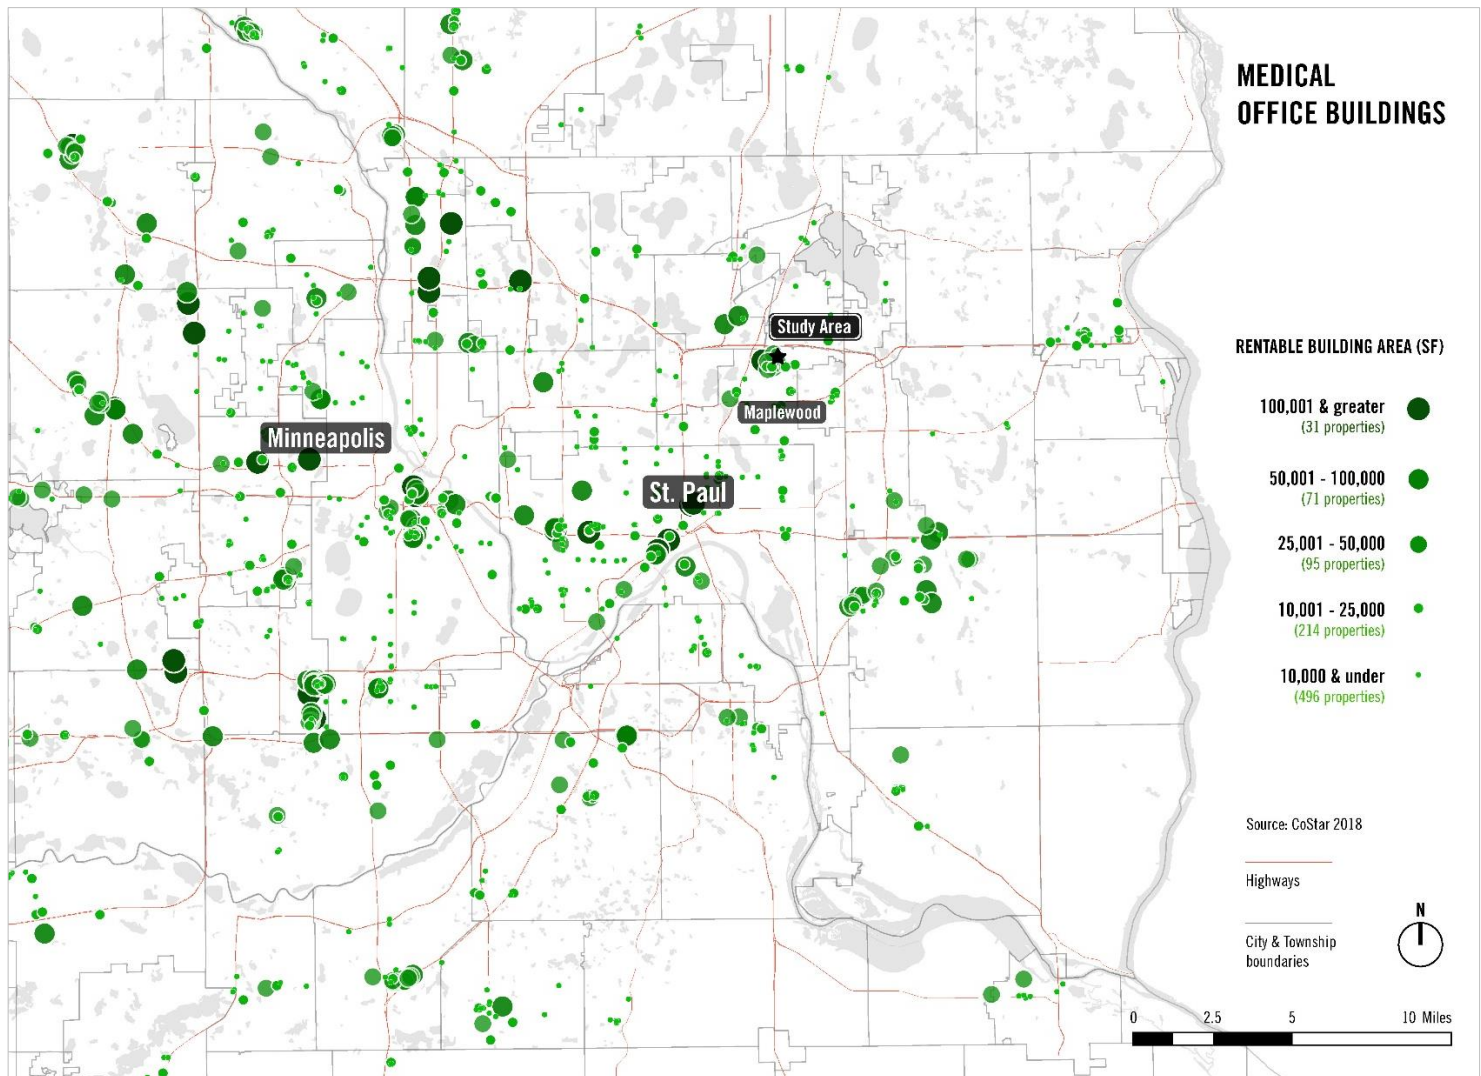 MEDICAL
OFFICE BUILDINGS
Study Area
Maplewood
Minneapolis
St. Paul
RENTABLE BUILDING AREA (SF)
100,001 & greater
(31 properties)
50,001 - 100,000
(71 properties)
25,001 - 50,000
(95 properties)
10,001 - 25,000
(214 properties)
10,000 & under
(496 properties)
Source: CoStar 2018
Highways
City & Township
boundaries
N
0 2.5 5 10 Miles